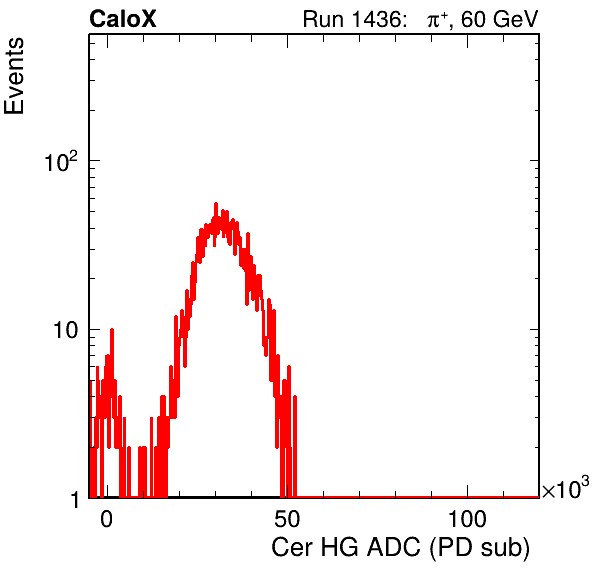 CaloX Run 1436: π⁺, 60 GeV
Events
10²
10
1
0 50 100 ×10³
Cer HG ADC (PD sub)